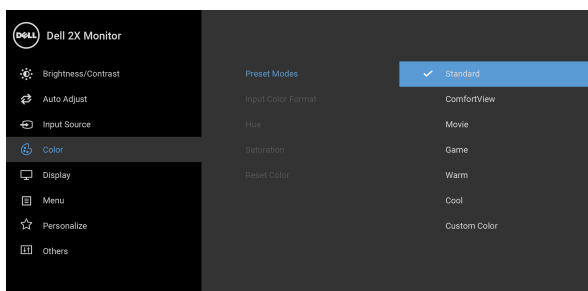 DELL Dell 2X Monitor
Brightness/Contrast
Auto Adjust
Input Source
Color
Display
Menu
Personalize
Others
Preset Modes
Input Color Format
Hue
Saturation
Reset Color
Standard
ComfortView
Movie
Game
Warm
Cool
Custom Color